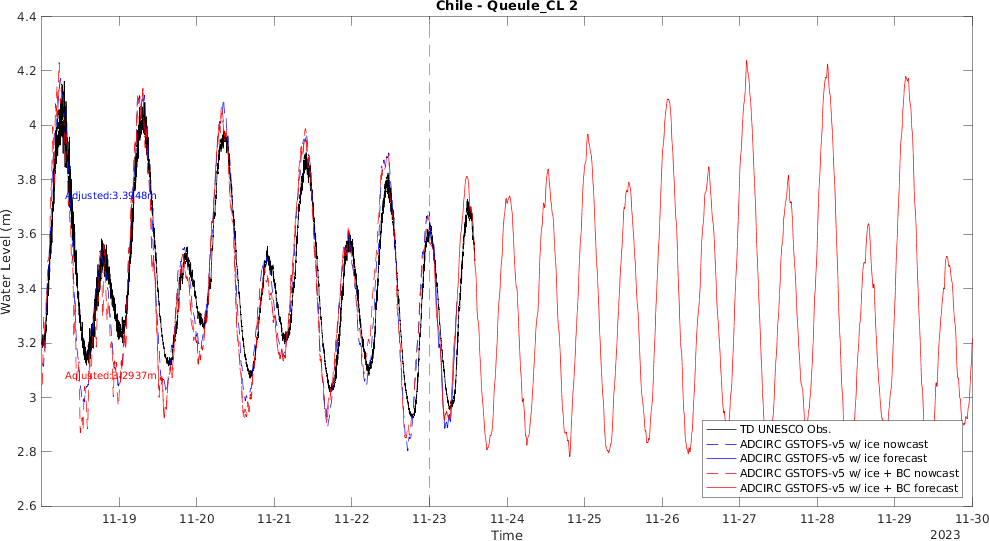 Chile - Queule_CL 2
4.4
4.2
4
3.8
3.6
3.4
3.2
3
2.8
2.6
Water Level (m)
Adjusted:3.3948m
Adjusted:3.2937m
TD UNESCO Obs.
ADCIRC GSTOFS-v5 w/ ice nowcast
ADCIRC GSTOFS-v5 w/ ice forecast
ADCIRC GSTOFS-v5 w/ ice + BC nowcast
ADCIRC GSTOFS-v5 w/ ice + BC forecast
11-19 11-20 11-21 11-22 11-23 11-24 11-25 11-26 11-27 11-28 11-29 11-30
Time
2023